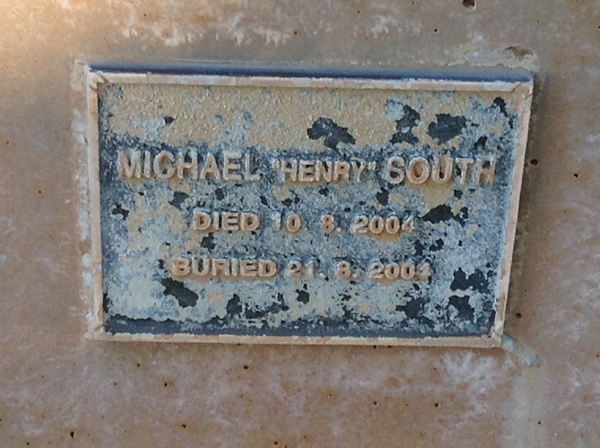 MICHAEL "HENRY" SOUTH
DIED 10. 8. 2004
BURIED 21. 8. 2004